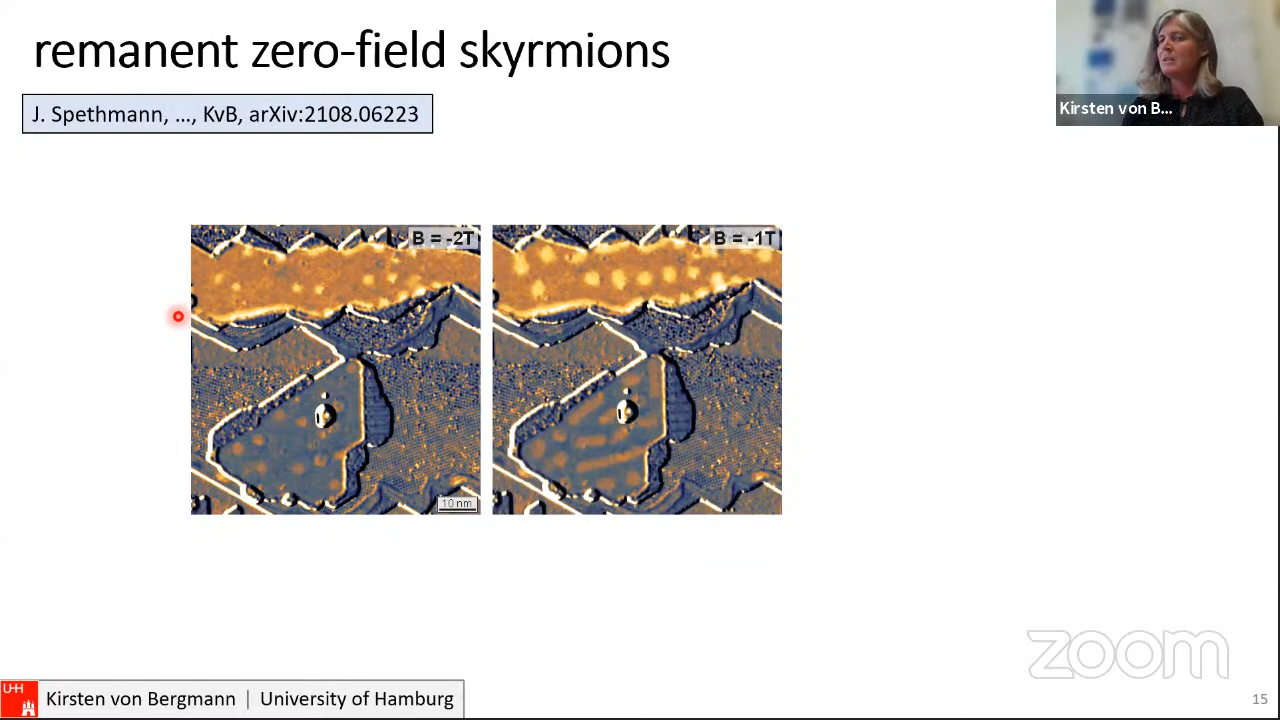 remanent zero-field skyrmions
J. Spethmann, ..., KvB, arXiv:2108.06223
Kirsten von B...
B = -2T
B = -1T
10 nm
zoom
UHH
Kirsten von Bergmann | University of Hamburg
15